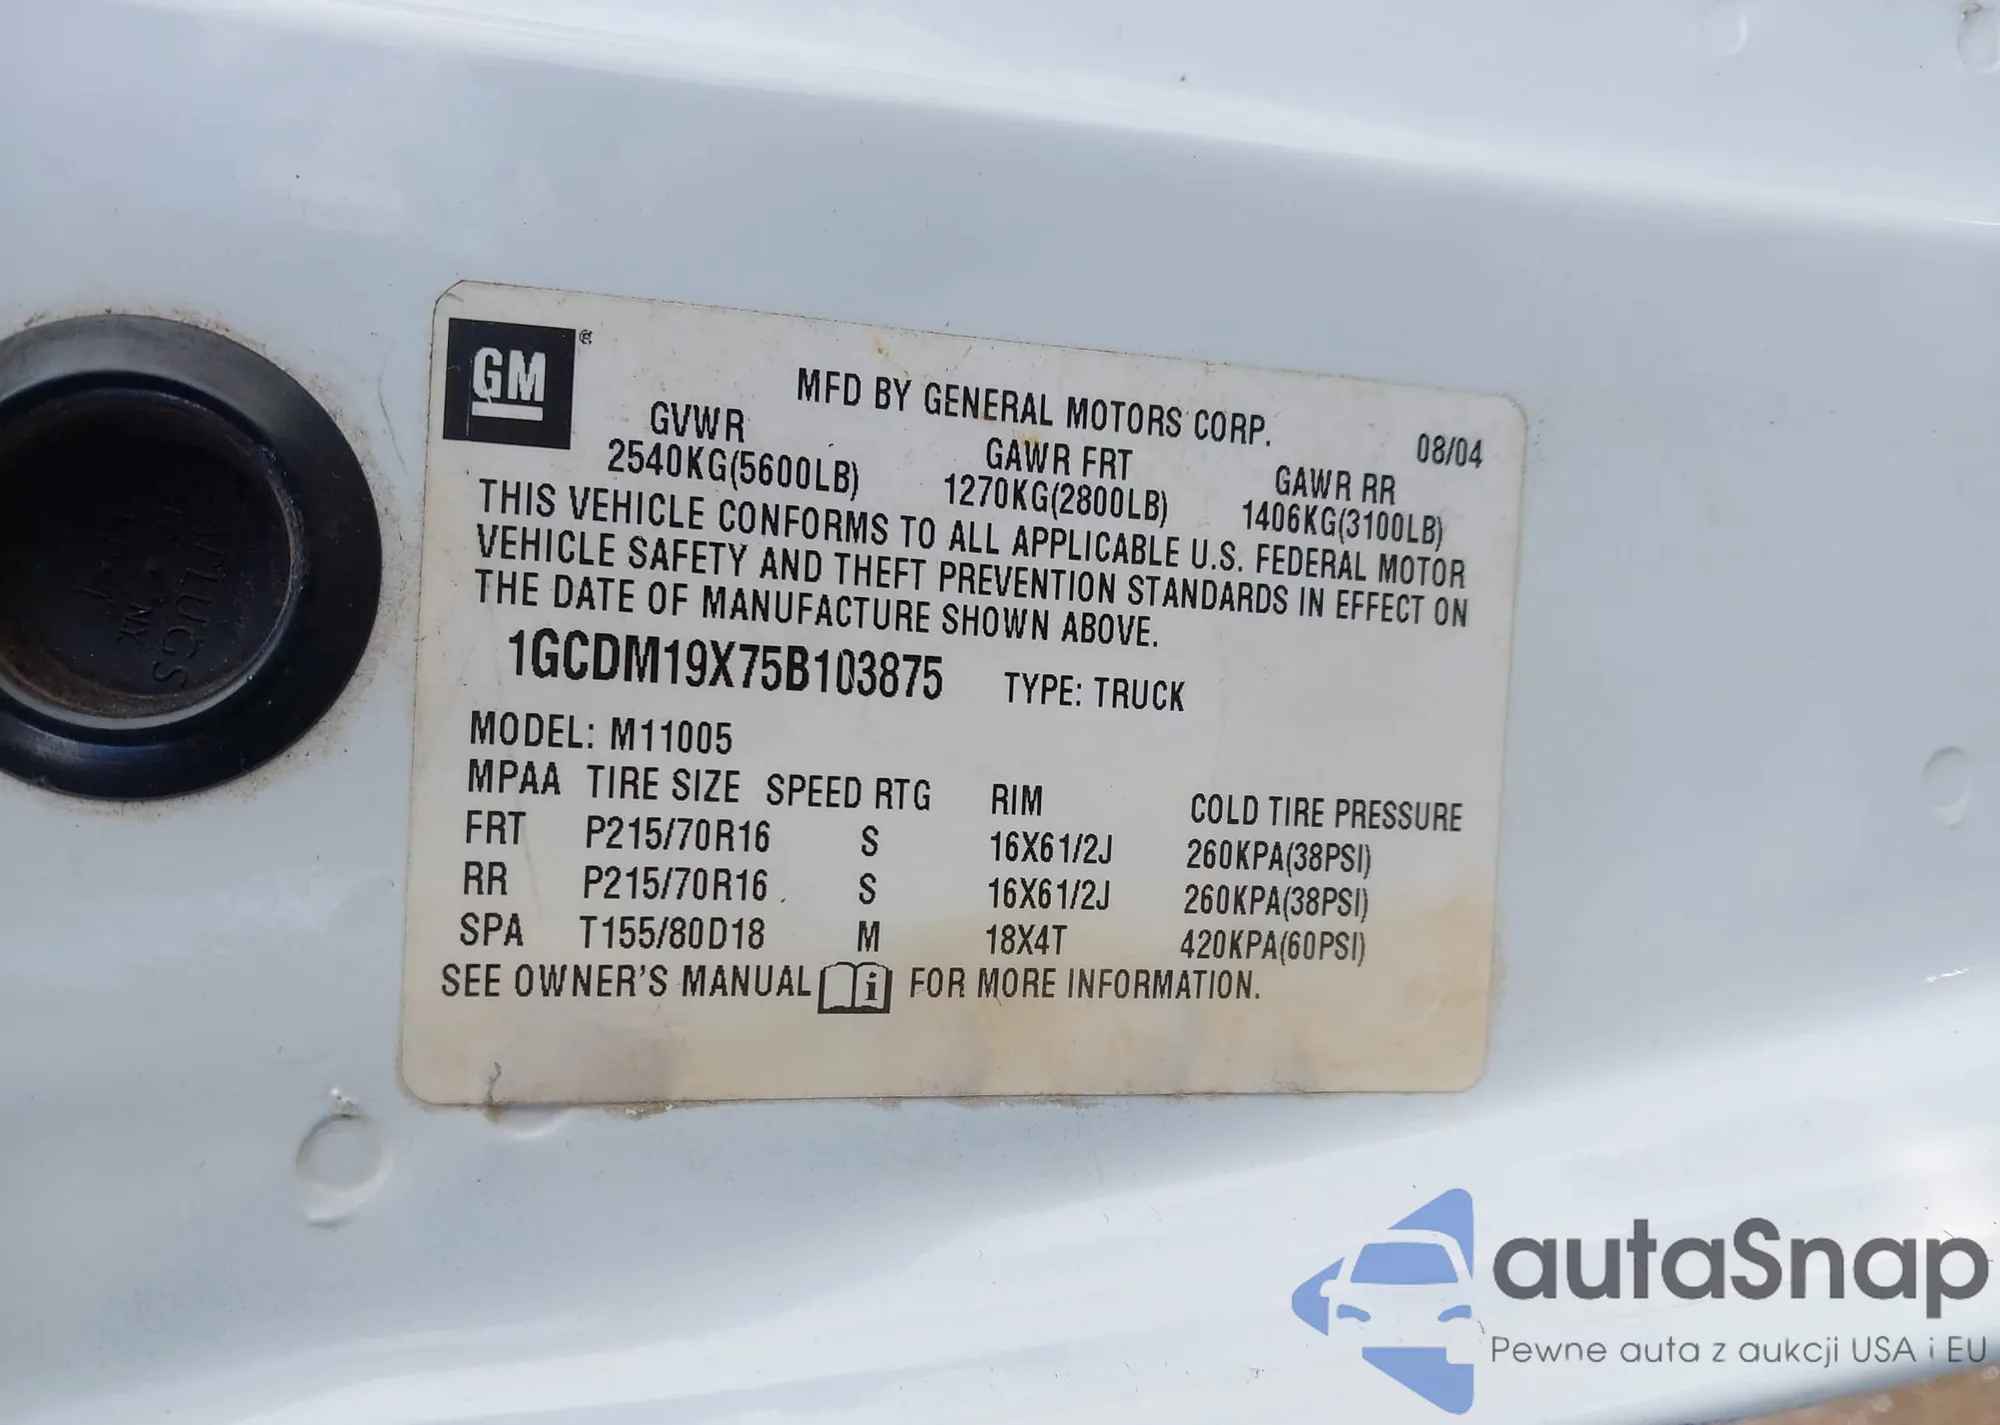 GM ®
MFD BY GENERAL MOTORS CORP.
08/04
GVWR GAWR FRT GAWR RR
2540KG(5600LB) 1270KG(2800LB) 1406KG(3100LB)
THIS VEHICLE CONFORMS TO ALL APPLICABLE U.S. FEDERAL MOTOR
VEHICLE SAFETY AND THEFT PREVENTION STANDARDS IN EFFECT ON
THE DATE OF MANUFACTURE SHOWN ABOVE.
1GCDM19X75B103875 TYPE: TRUCK
MODEL: M11005
MPAA TIRE SIZE SPEED RTG RIM COLD TIRE PRESSURE
FRT P215/70R16 S 16X61/2J 260KPA(38PSI)
RR P215/70R16 S 16X61/2J 260KPA(38PSI)
SPA T155/80D18 M 18X4T 420KPA(60PSI)
SEE OWNER'S MANUAL i FOR MORE INFORMATION.
autaSnap
Pewne auta z aukcji USA i EU